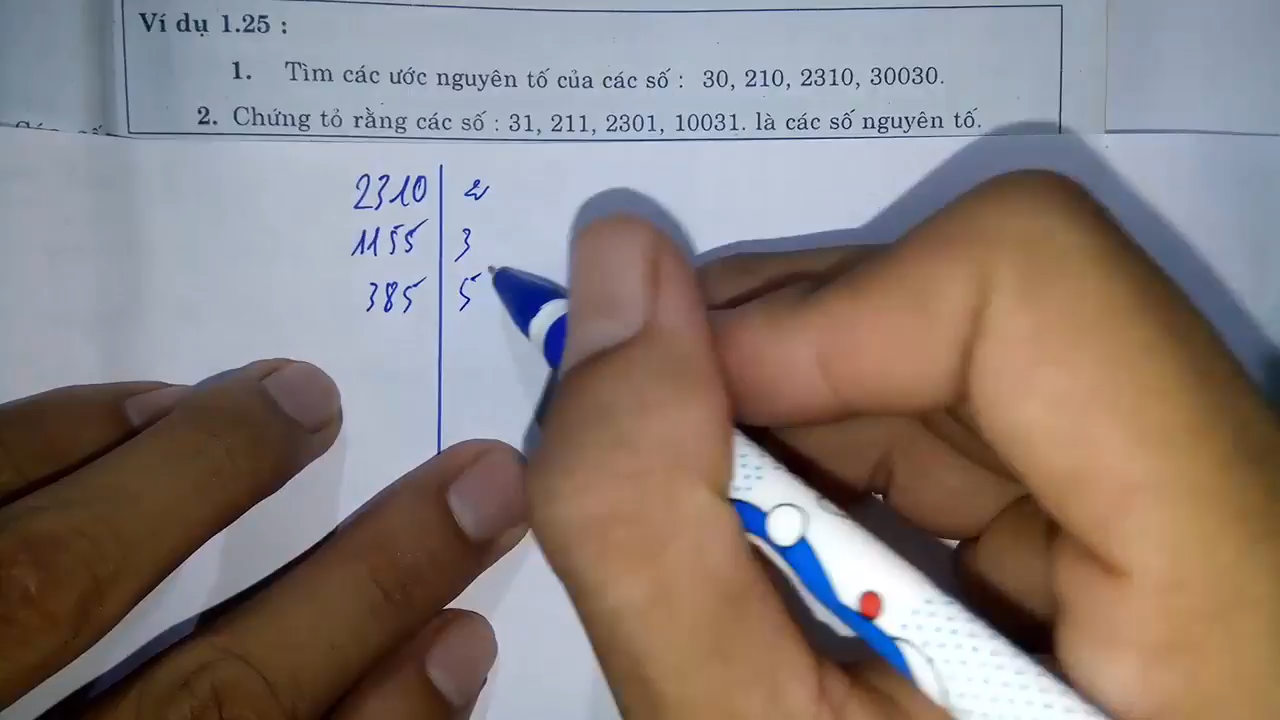 Ví dụ 1.25 :
1. Tìm các ước nguyên tố của các số : 30, 210, 2310, 30030.
2. Chứng tỏ rằng các số : 31, 211, 2301, 10031. là các số nguyên tố.
2310 2
1155 3
385 5